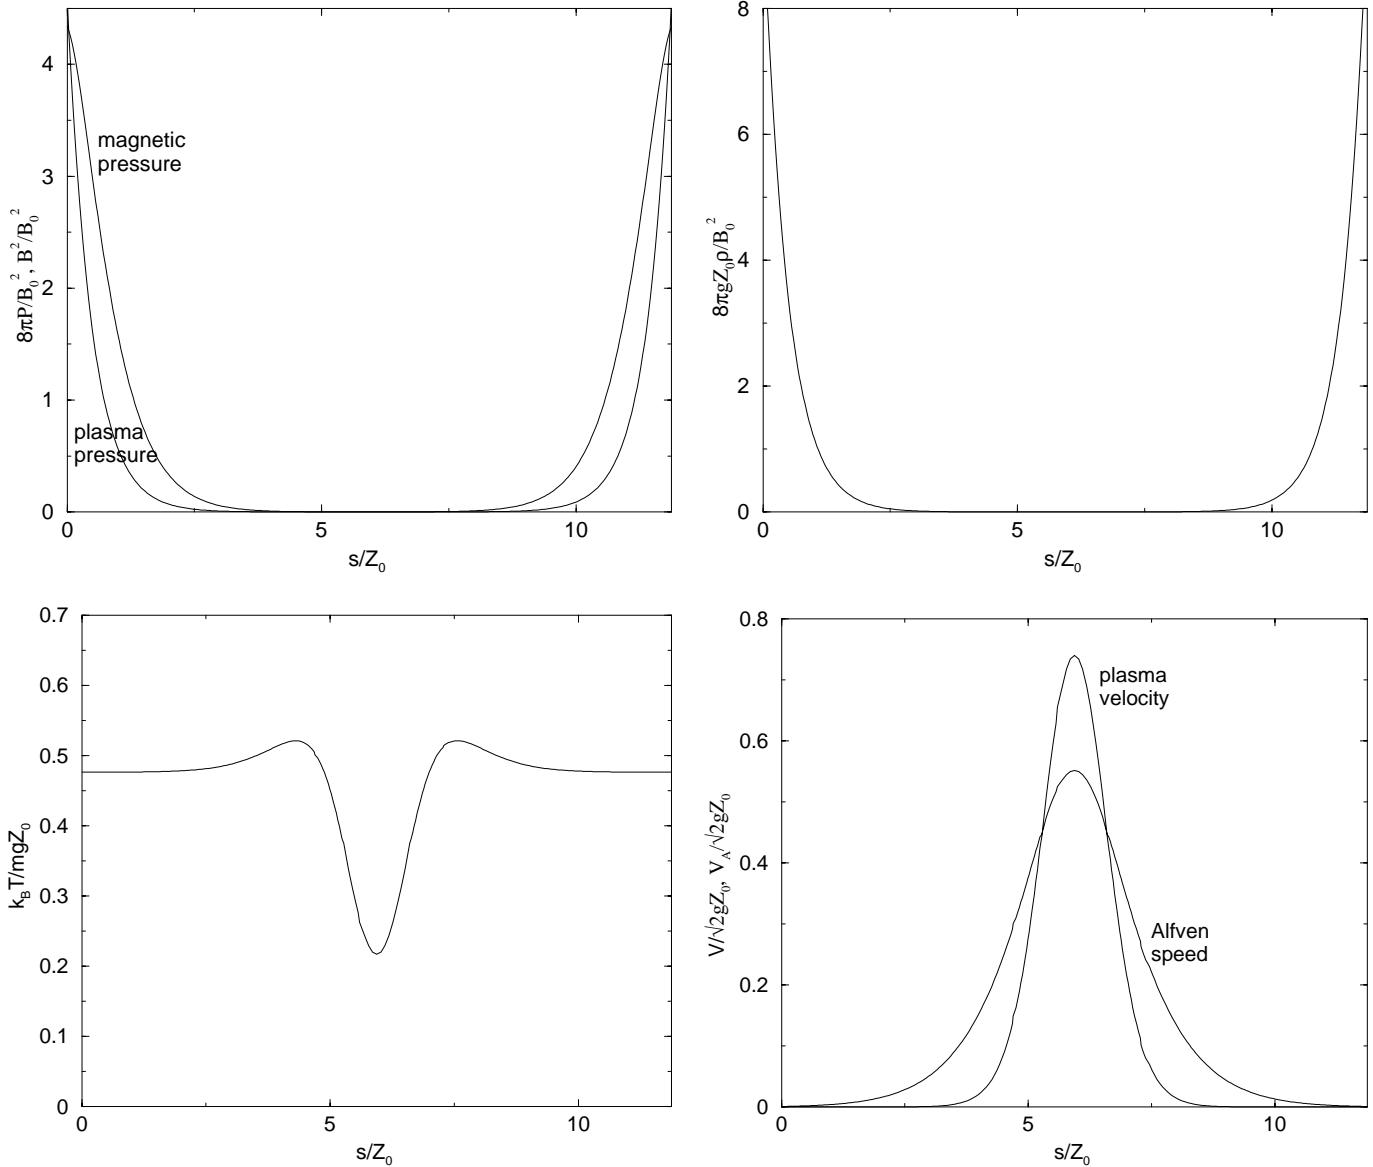 4
3
2
1
0
8πP/B₀², B²/B₀²
magnetic
pressure
plasma
pressure
0
5
10
s/Z₀
8
6
4
2
0
8πgZ₀ρ/B₀²
0
5
10
s/Z₀
0.7
0.6
0.5
0.4
0.3
0.2
0.1
0
k_BT/mgZ₀
0
5
10
s/Z₀
0.8
0.6
0.4
0.2
0
V/√2gZ₀, V_A/√2gZ₀
plasma
velocity
Alfven
speed
0
5
10
s/Z₀